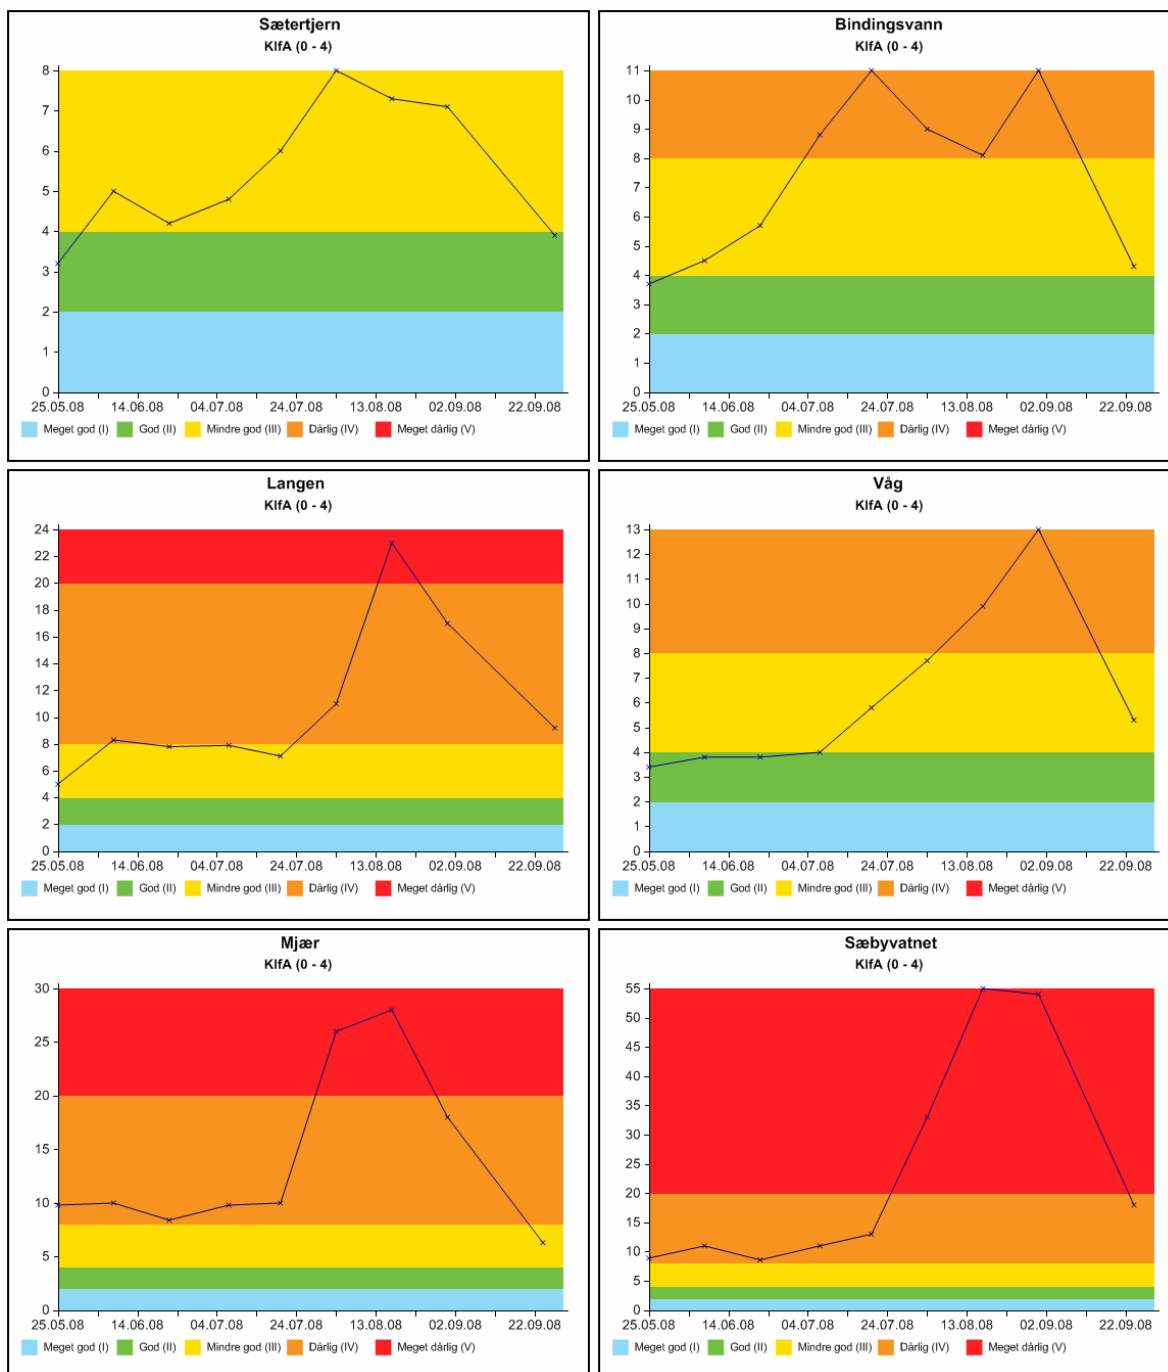 Sætertjern
KlfA (0 - 4)
8
7
6
5
4
3
2
1
0
25.05.08 14.06.08 04.07.08 24.07.08 13.08.08 02.09.08 22.09.08
Meget god (I) God (II) Mindre god (III) Dårlig (IV) Meget dårlig (V)
Bindingsvann
KlfA (0 - 4)
11
10
9
8
7
6
5
4
3
2
1
0
25.05.08 14.06.08 04.07.08 24.07.08 13.08.08 02.09.08 22.09.08
Meget god (I) God (II) Mindre god (III) Dårlig (IV) Meget dårlig (V)
Langen
KlfA (0 - 4)
24
22
20
18
16
14
12
10
8
6
4
2
0
25.05.08 14.06.08 04.07.08 24.07.08 13.08.08 02.09.08 22.09.08
Meget god (I) God (II) Mindre god (III) Dårlig (IV) Meget dårlig (V)
Våg
KlfA (0 - 4)
13
12
11
10
9
8
7
6
5
4
3
2
1
0
25.05.08 14.06.08 04.07.08 24.07.08 13.08.08 02.09.08 22.09.08
Meget god (I) God (II) Mindre god (III) Dårlig (IV) Meget dårlig (V)
Mjær
KlfA (0 - 4)
30
25
20
15
10
5
0
25.05.08 14.06.08 04.07.08 24.07.08 13.08.08 02.09.08 22.09.08
Meget god (I) God (II) Mindre god (III) Dårlig (IV) Meget dårlig (V)
Sæbyvatnet
KlfA (0 - 4)
55
50
45
40
35
30
25
20
15
10
5
0
25.05.08 14.06.08 04.07.08 24.07.08 13.08.08 02.09.08 22.09.08
Meget god (I) God (II) Mindre god (III) Dårlig (IV) Meget dårlig (V)